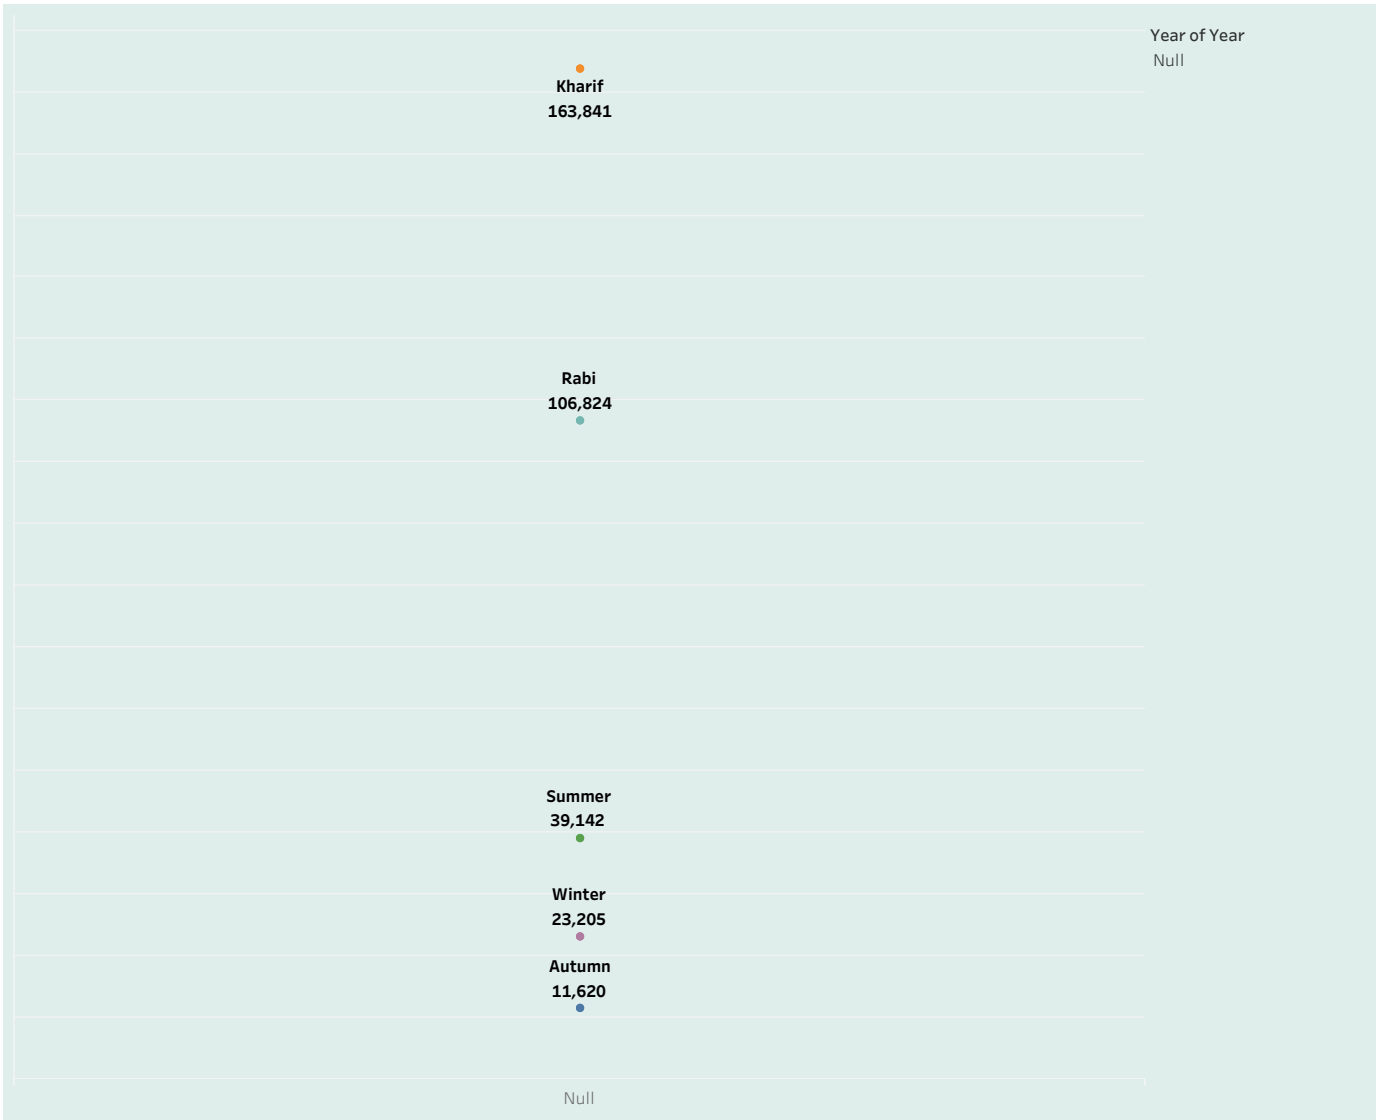 Year of Year
Null
Kharif
163,841
Rabi
106,824
Summer
39,142
Winter
23,205
Autumn
11,620
Null